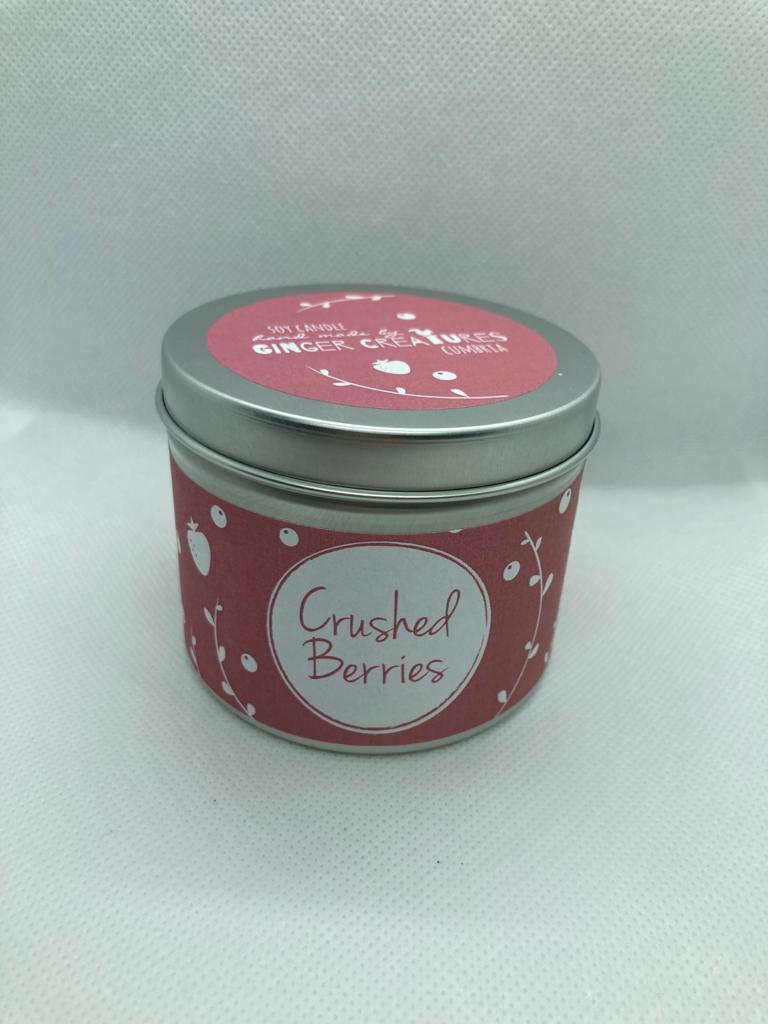 SOY CANDLE
hand made by
GINGER CREATURES
CUMBRIA
Crushed
Berries